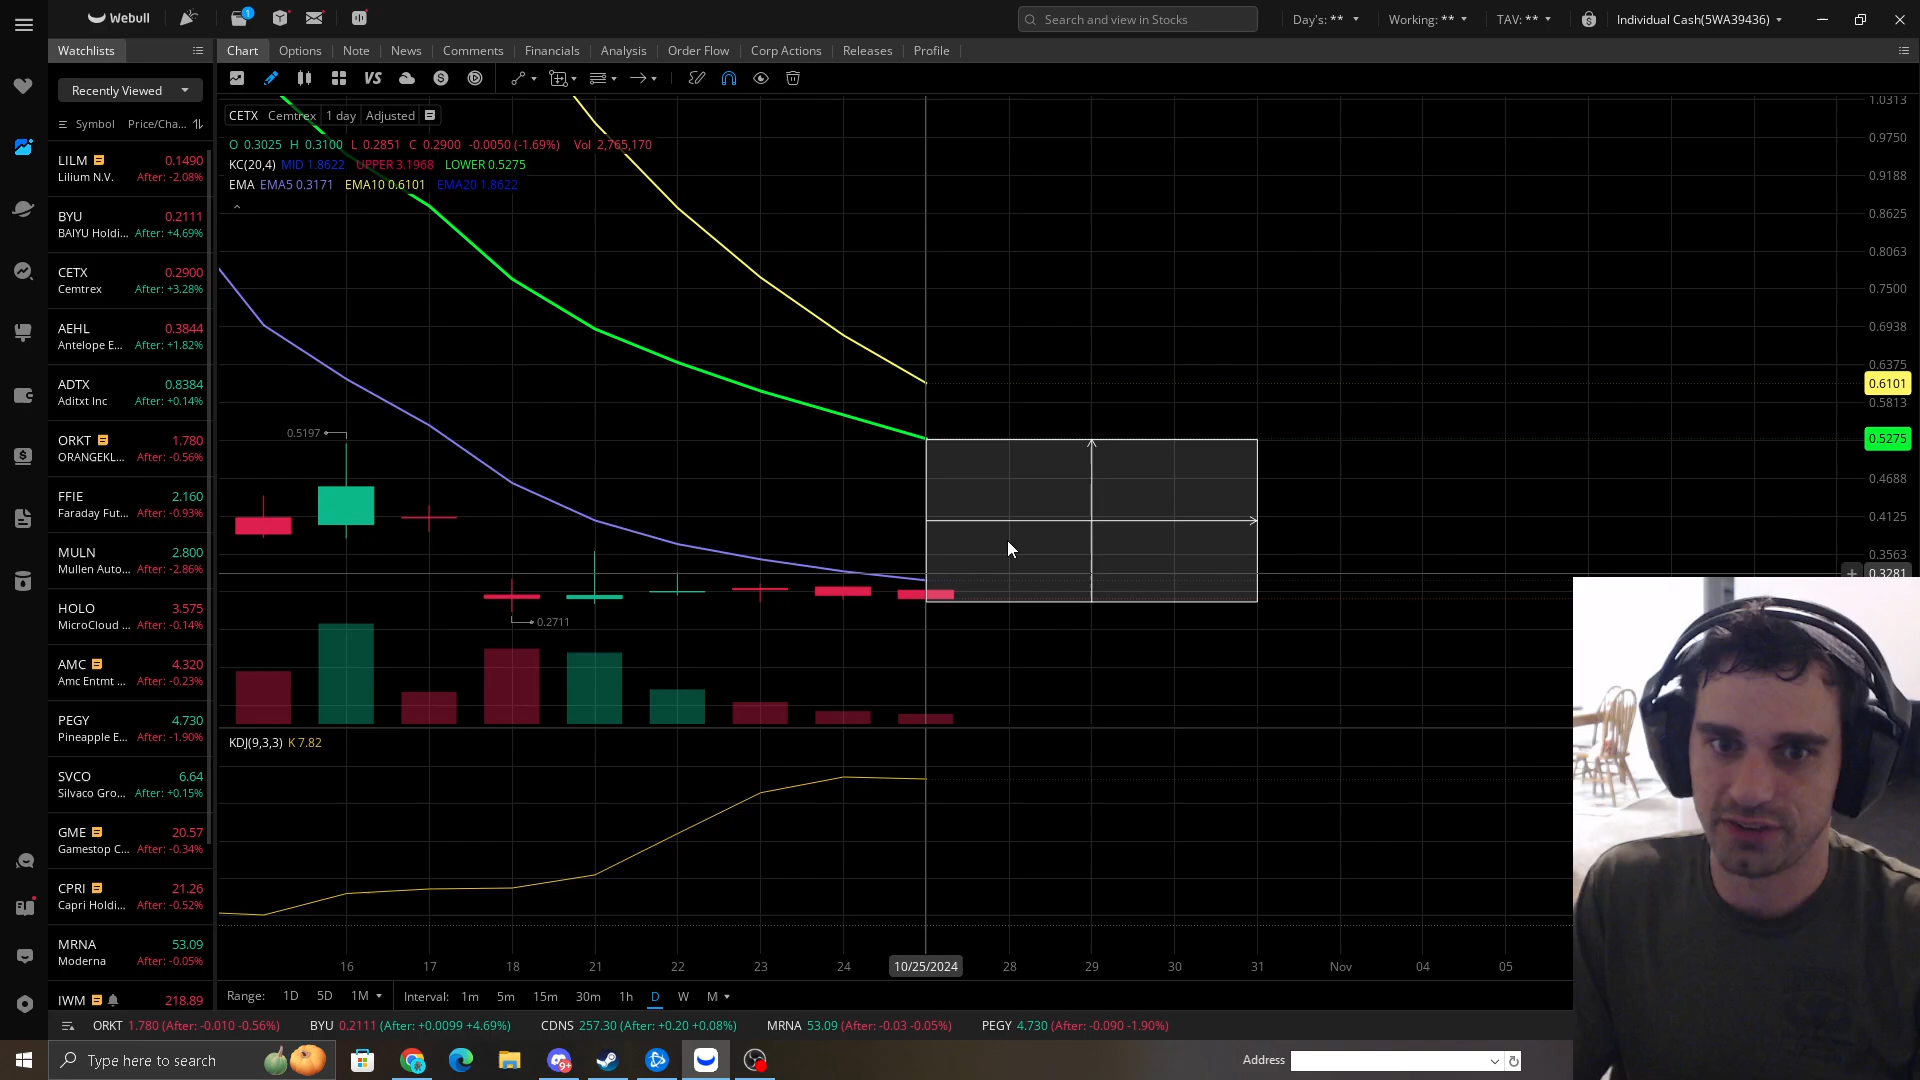 Webull
1
Search and view in Stocks
Day's: **
Working: **
TAV: **
Individual Cash(5WA39436)
Watchlists
Chart
Options
Note
News
Comments
Financials
Analysis
Order Flow
Corp Actions
Releases
Profile
Recently Viewed
VS
Symbol Price/Cha...
LILM 0.1490
Lilium N.V. After: -2.08%
BYU 0.2111
BAIYU Holdi... After: +4.69%
CETX 0.2900
Cemtrex After: +3.28%
AEHL 0.3844
Antelope E... After: +1.82%
ADTX 0.8384
Aditxt Inc After: +0.14%
ORKT 1.780
ORANGEKL... After: -0.56%
FFIE 2.160
Faraday Fut... After: -0.93%
MULN 2.800
Mullen Auto... After: -2.86%
HOLO 3.575
MicroCloud ... After: -0.14%
AMC 4.320
Amc Entmt ... After: -0.23%
PEGY 4.730
Pineapple E... After: -1.90%
SVCO 6.64
Silvaco Gro... After: +0.15%
GME 20.57
Gamestop C... After: -0.34%
CPRI 21.26
Capri Holdi... After: -0.52%
MRNA 53.09
Moderna After: -0.05%
IWM 218.89
CETX Cemtrex 1 day Adjusted
O 0.3025 H 0.3100 L 0.2851 C 0.2900 -0.0050 (-1.69%) Vol 2,765,170
KC(20,4) MID 1.8622 UPPER 3.1968 LOWER 0.5275
EMA EMA5 0.3171 EMA10 0.6101 EMA20 1.8622
0.5197
0.2711
1.0313
0.9750
0.9188
0.8625
0.8063
0.7500
0.6938
0.6375
0.6101
0.5813
0.5275
0.4688
0.4125
0.3563
0.3281
KDJ(9,3,3) K 7.82
16
17
18
21
22
23
24
10/25/2024
28
29
30
31
Nov
04
05
Range: 1D 5D 1M
Interval: 1m 5m 15m 30m 1h D W M
ORKT 1.780 (After: -0.010 -0.56%)
BYU 0.2111 (After: +0.0099 +4.69%)
CDNS 257.30 (After: +0.20 +0.08%)
MRNA 53.09 (After: -0.03 -0.05%)
PEGY 4.730 (After: -0.090 -1.90%)
Type here to search
9+
Address